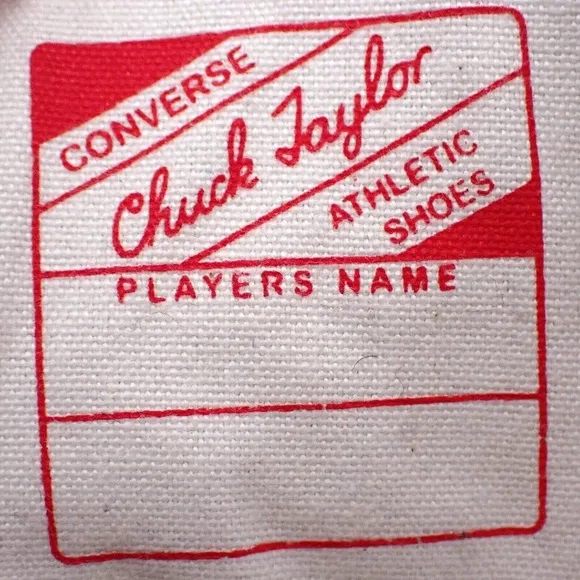 CONVERSE
Chuck Taylor
ATHLETIC
SHOES
PLAYERS NAME